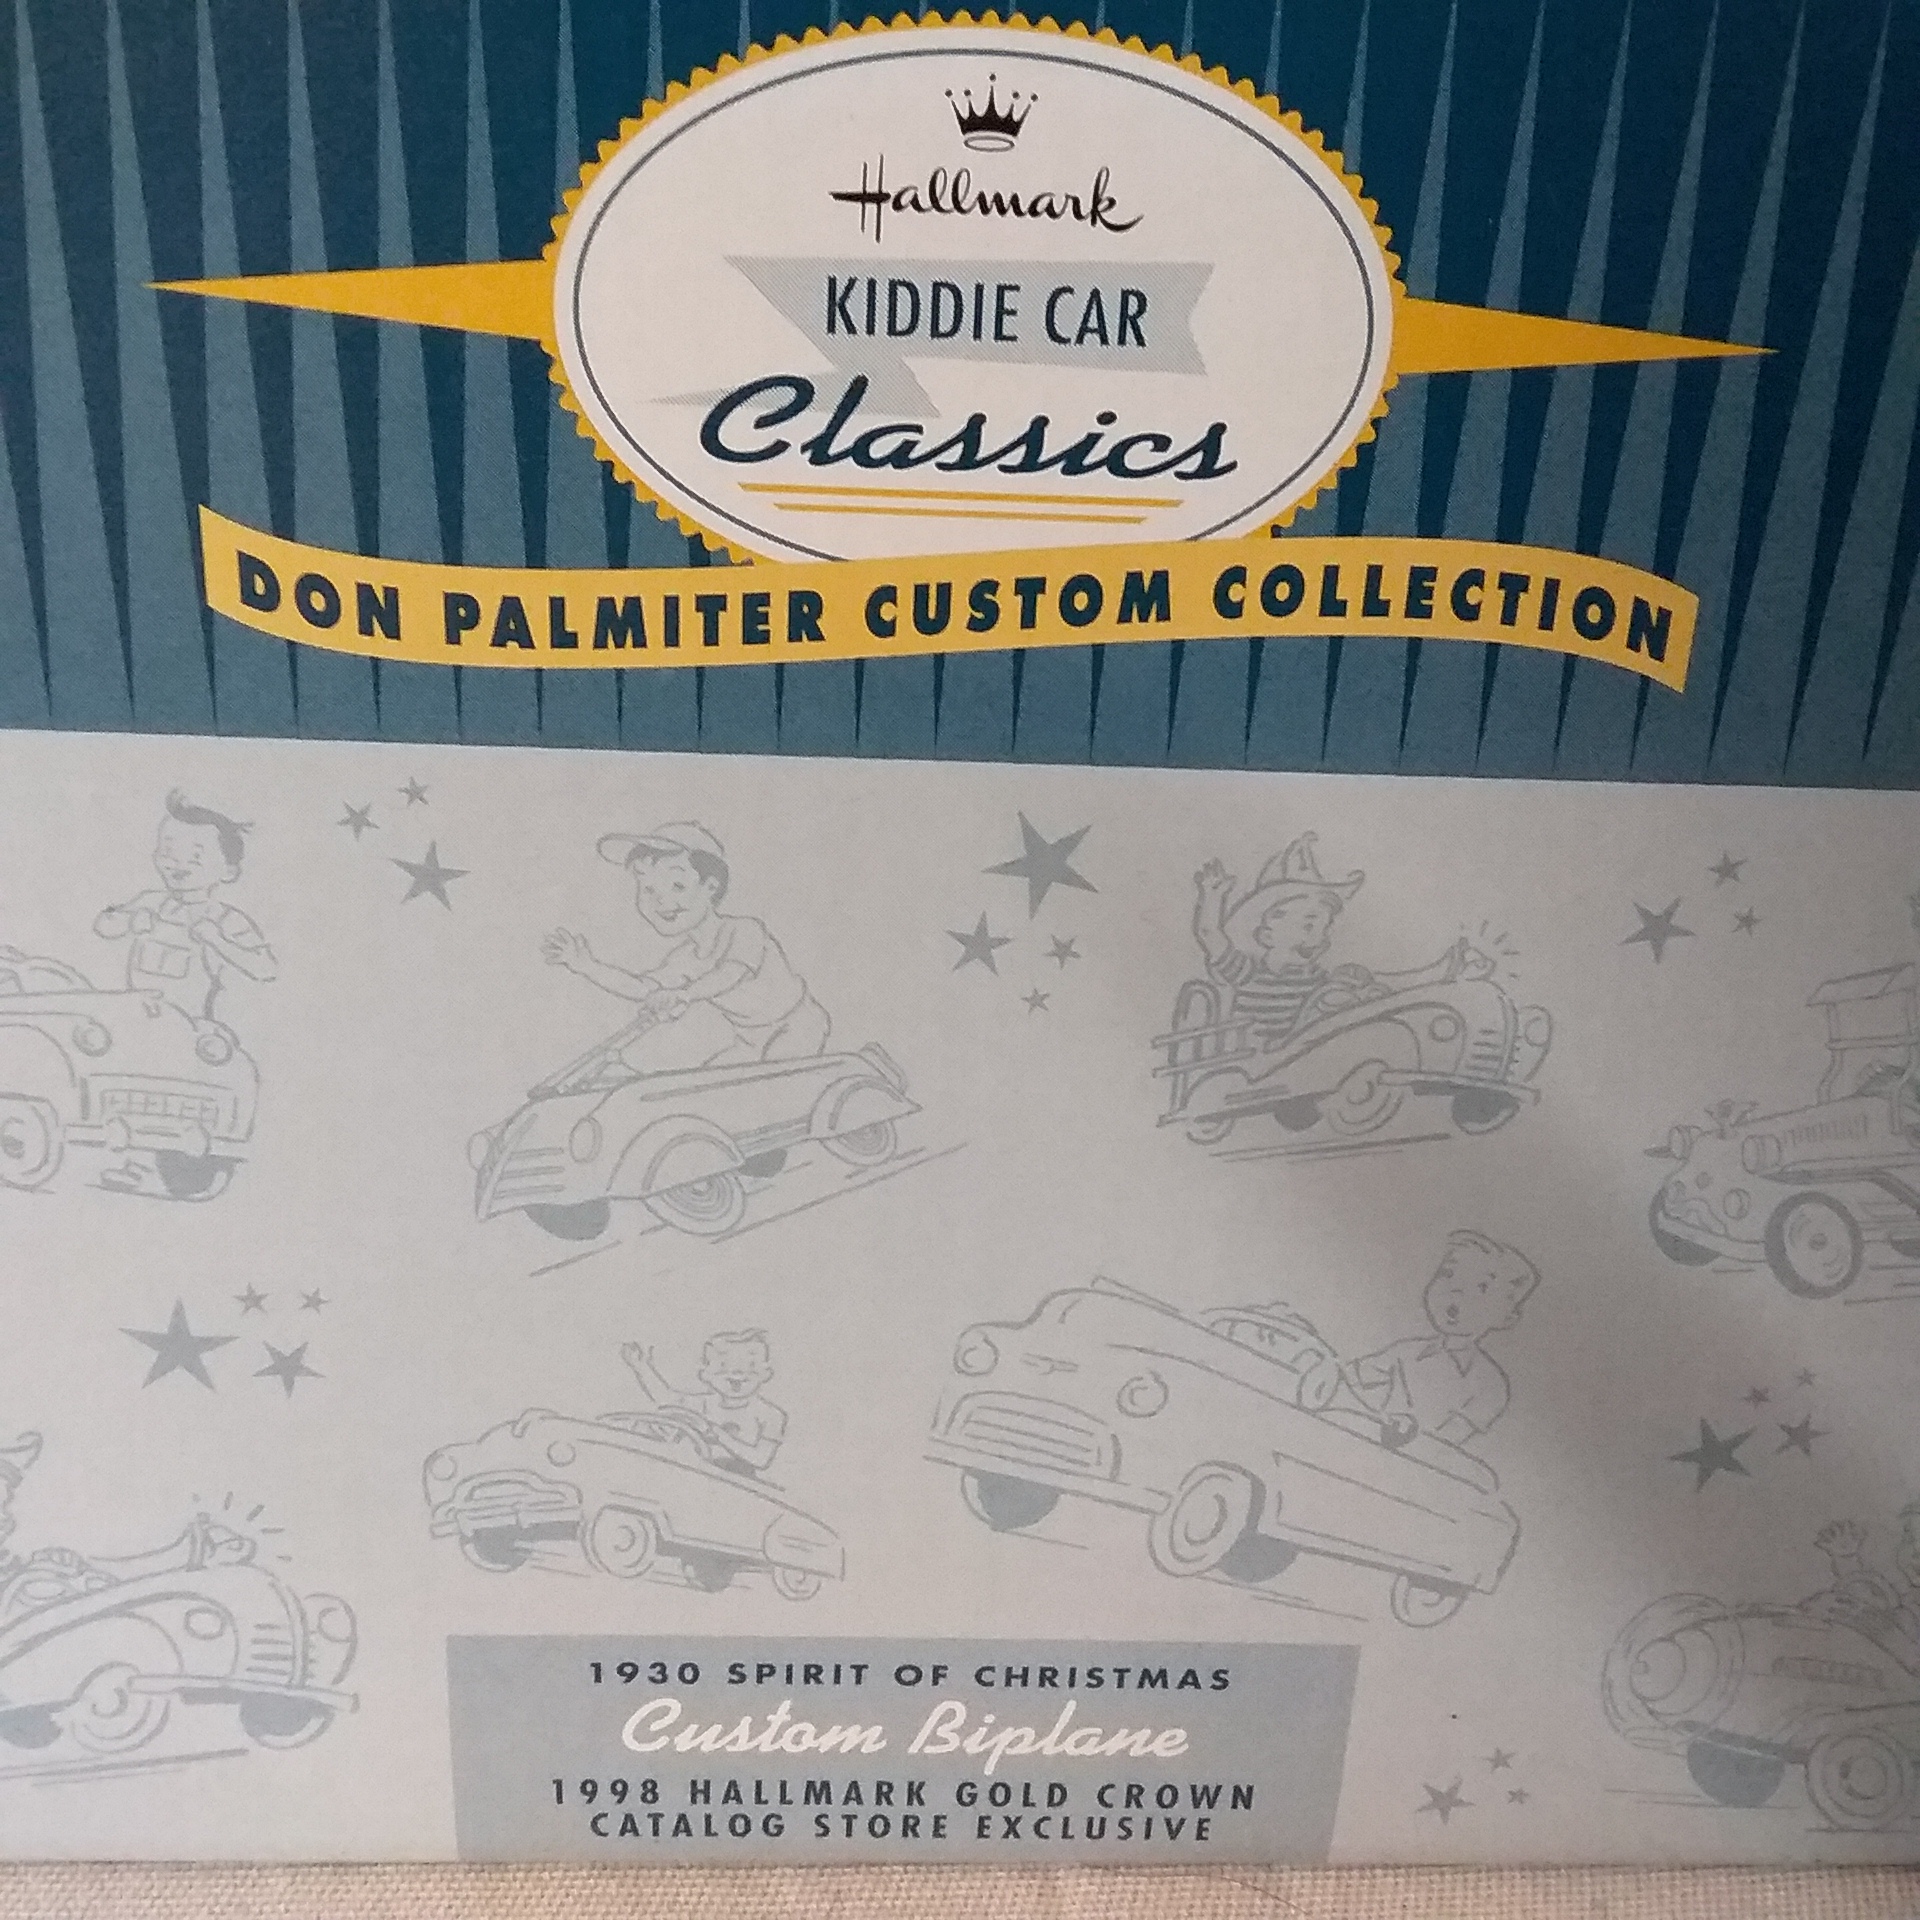 Hallmark
KIDDIE CAR
Classics
DON PALMITER CUSTOM COLLECTION
1930 SPIRIT OF CHRISTMAS
Custom Biplane
1998 HALLMARK GOLD CROWN
CATALOG STORE EXCLUSIVE